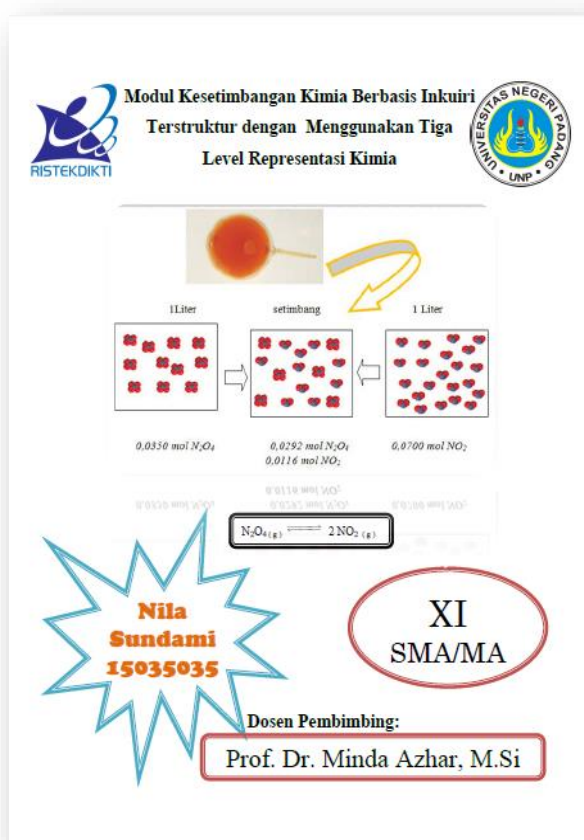 Modul Kesetimbangan Kimia Berbasis Inkuiri
Terstruktur dengan Menggunakan Tiga
Level Representasi Kimia
RISTEKDIKTI
UNIVERSITAS NEGERI PADANG
• UNP •
1Liter
setimbang
1 Liter
0,0350 mol N₂O₄
0,0292 mol N₂O₄
0,0116 mol NO₂
0,0700 mol NO₂
N₂O₄(g) ⇌ 2 NO₂ (g)
Nila
Sundami
15035035
XI
SMA/MA
Dosen Pembimbing:
Prof. Dr. Minda Azhar, M.Si